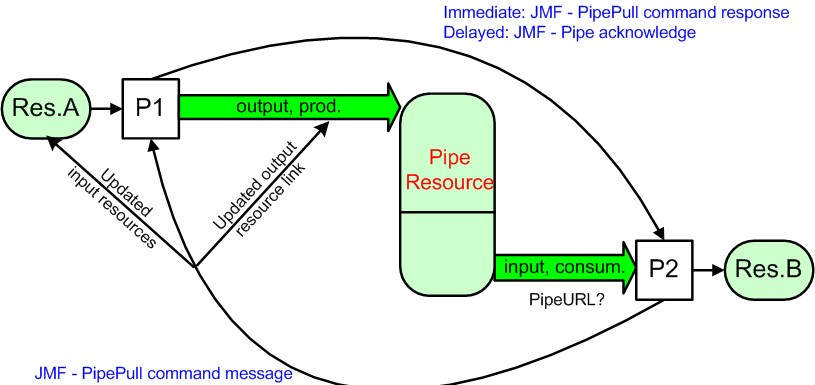 Immediate: JMF - PipePull command response
Delayed: JMF - Pipe acknowledge
Res.A
P1
output, prod.
Pipe
Resource
Updated
input resources
Updated output
resource link
input, consum.
P2
Res.B
PipeURL?
JMF - PipePull command message